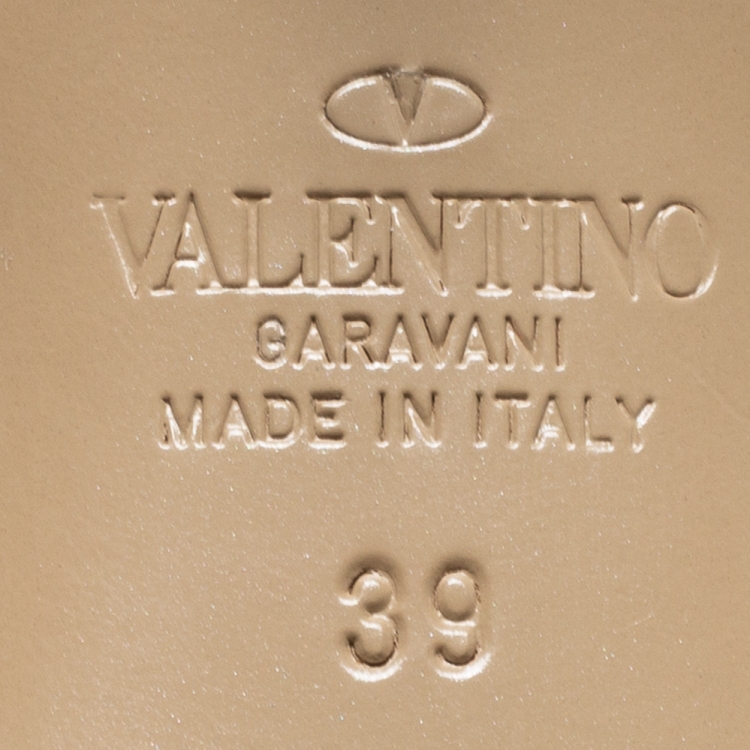 V
VALENTINO
GARAVANI
MADE IN ITALY
39